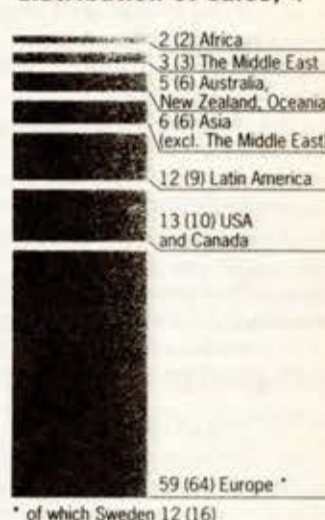 2 (2) Africa
3 (3) The Middle East
5 (6) Australia,
New Zealand, Oceania
6 (6) Asia
(excl. The Middle East
12 (9) Latin America
13 (10) USA
and Canada
59 (64) Europe *
* of which Sweden 12 (16)